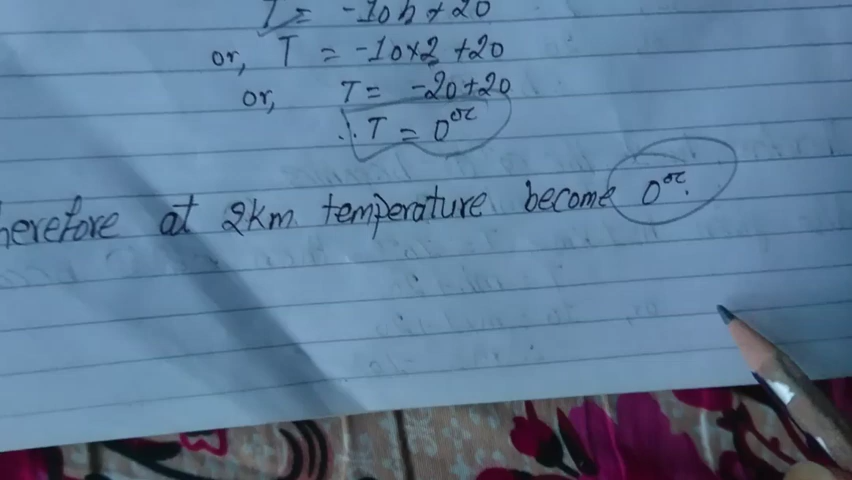 T = -10h + 20
or, T = -10×2 +20
or, T = -20+20
∴ T = 0°C
herefore at 2km temperature become 0°C.